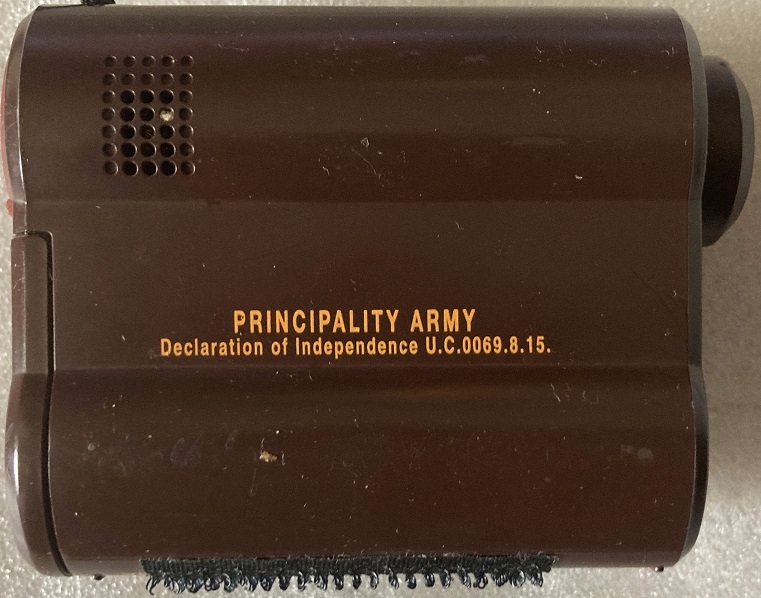 PRINCIPALITY ARMY
Declaration of Independence U.C.0069.8.15.